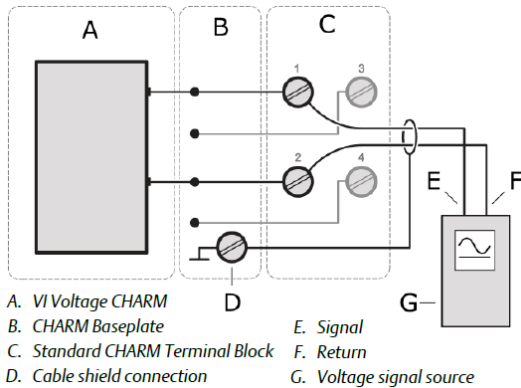 A
B
C
1
3
2
4
E
F
D
G
A. VI Voltage CHARM
B. CHARM Baseplate
C. Standard CHARM Terminal Block
D. Cable shield connection
E. Signal
F. Return
G. Voltage signal source